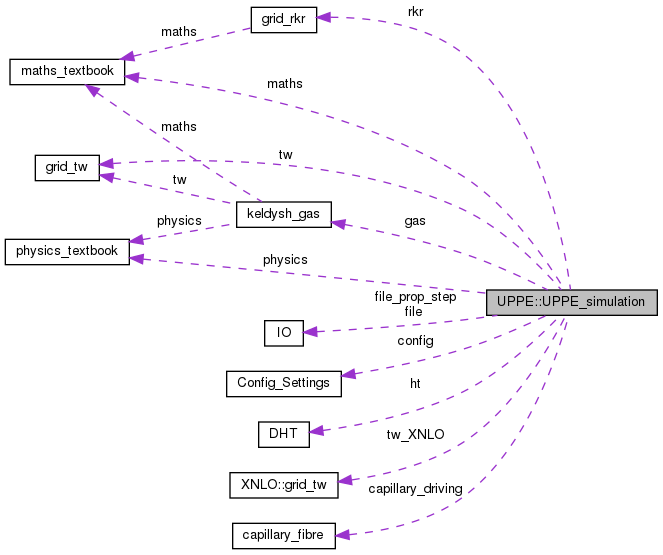 rkr
grid_rkr
maths
maths_textbook
maths
maths
tw
grid_tw
tw
keldysh_gas
gas
physics
physics_textbook
physics
UPPE::UPPE_simulation
file_prop_step
file
IO
config
Config_Settings
ht
DHT
tw_XNLO
XNLO::grid_tw
capillary_driving
capillary_fibre